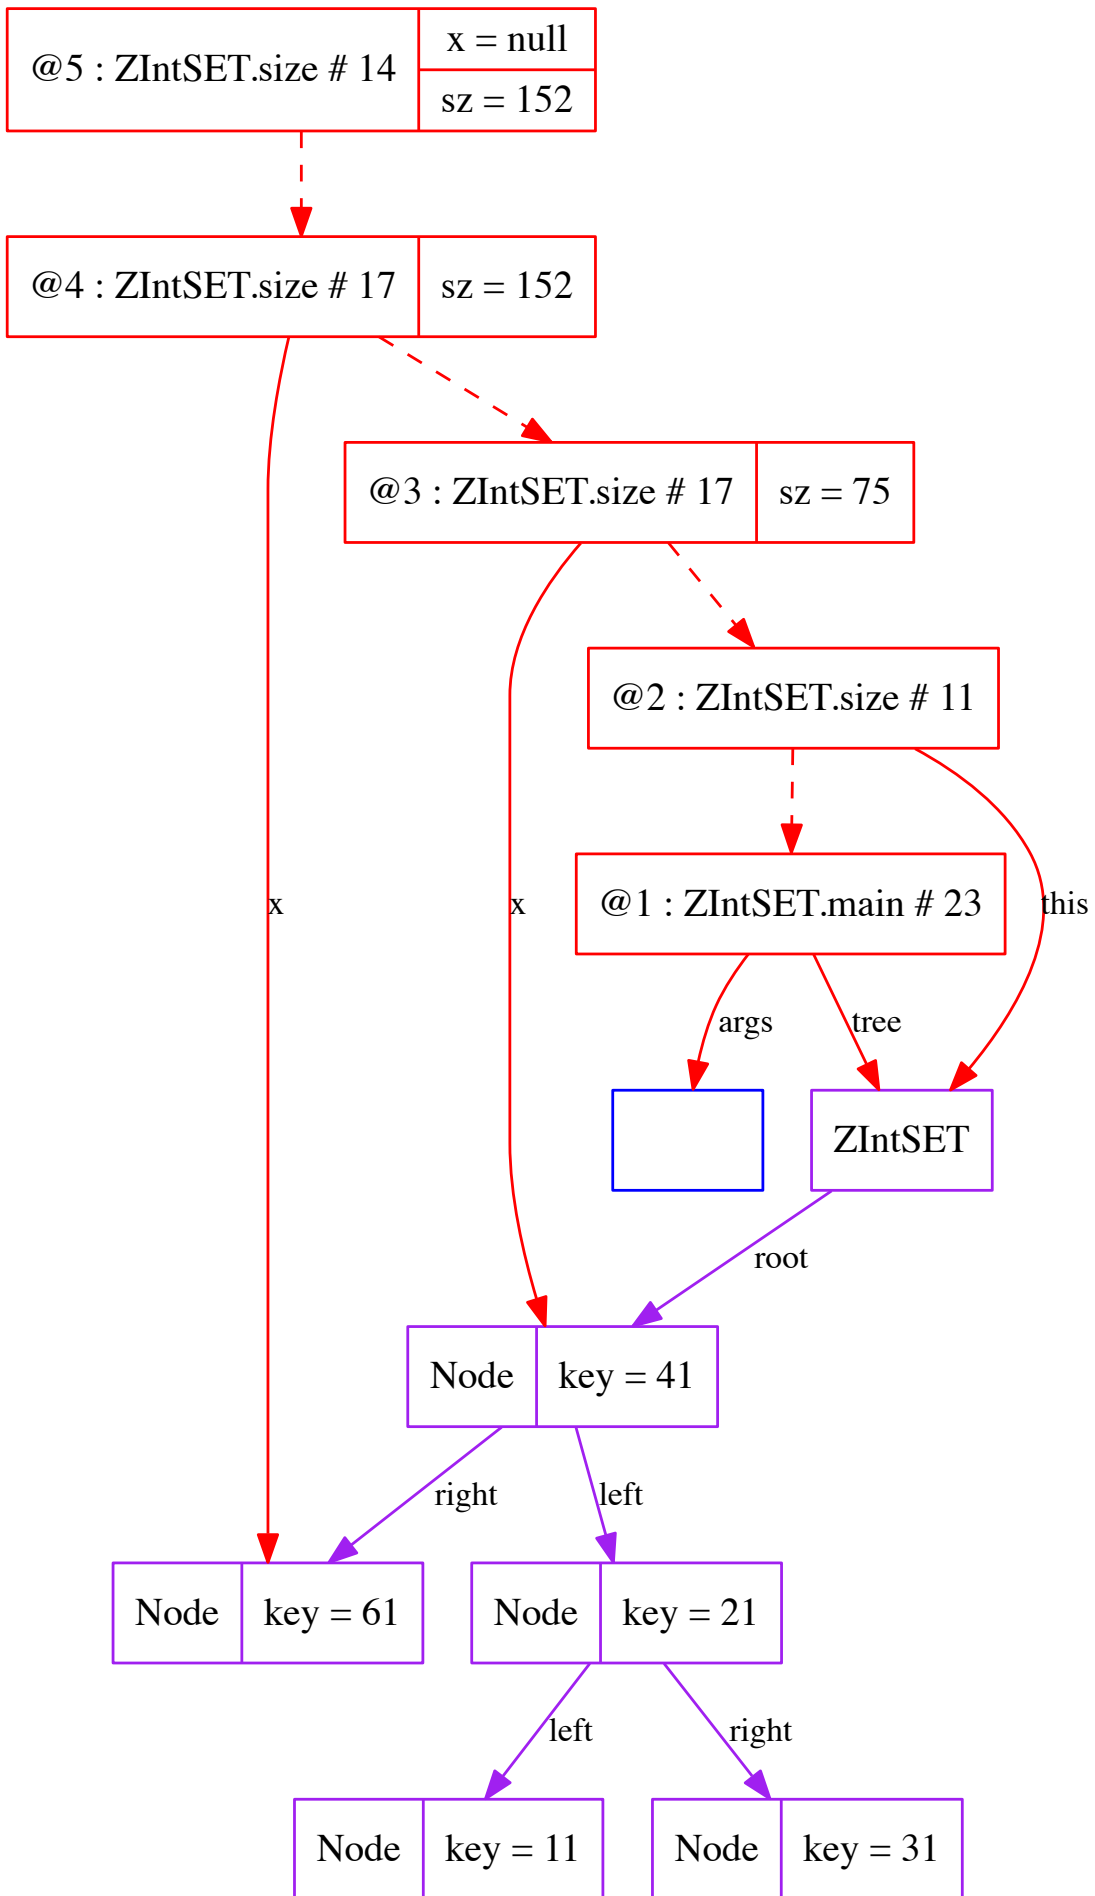 @5 : ZIntSET.size # 14
x = null
sz = 152
@4 : ZIntSET.size # 17
sz = 152
@3 : ZIntSET.size # 17
sz = 75
@2 : ZIntSET.size # 11
x
x
@1 : ZIntSET.main # 23
this
args
tree
ZIntSET
root
Node
key = 41
right
left
Node
key = 61
Node
key = 21
left
right
Node
key = 11
Node
key = 31